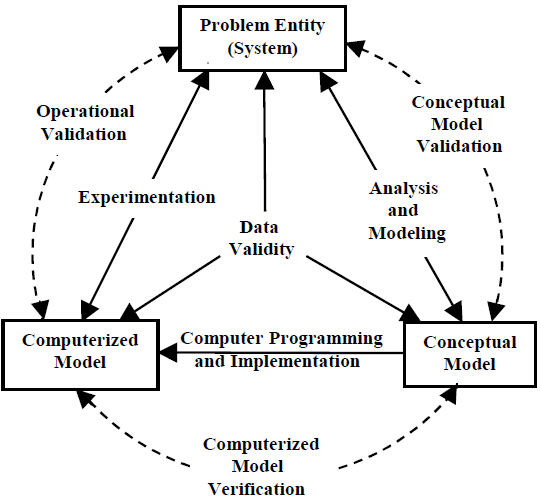 Problem Entity
(System)
Operational
Validation
Conceptual
Model
Validation
Experimentation
Analysis
and
Modeling
Data
Validity
Computerized
Model
Computer Programming
and Implementation
Conceptual
Model
Computerized
Model
Verification